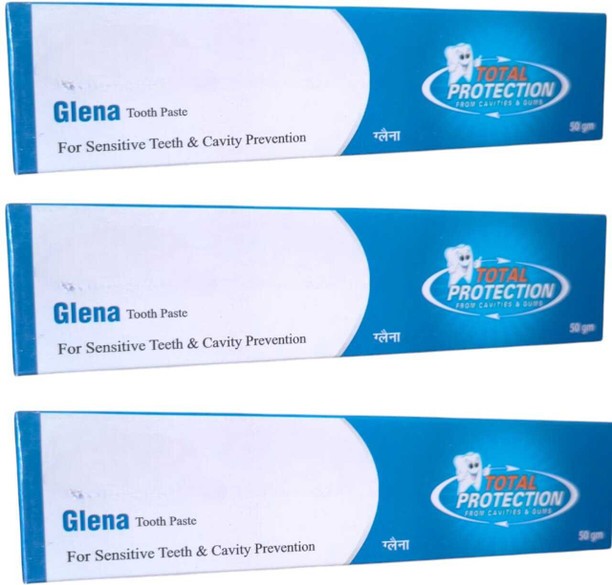 Glena Tooth Paste
For Sensitive Teeth & Cavity Prevention
ग्लैना
TOTAL
PROTECTION
FROM CAVITIES & GUMS
50 gm
Glena Tooth Paste
For Sensitive Teeth & Cavity Prevention
ग्लैना
TOTAL
PROTECTION
FROM CAVITIES & GUMS
50 gm
Glena Tooth Paste
For Sensitive Teeth & Cavity Prevention
ग्लैना
TOTAL
PROTECTION
FROM CAVITIES & GUMS
50 gm